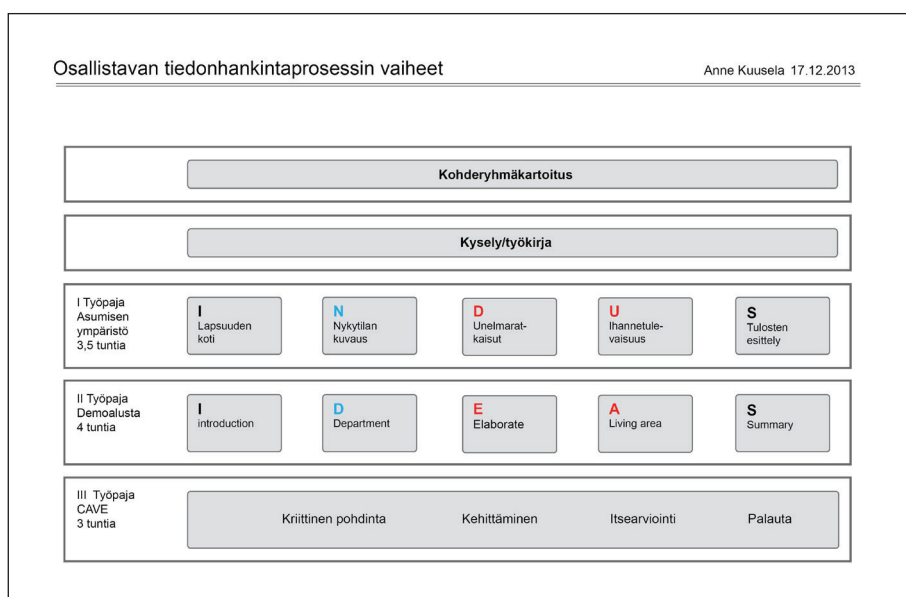 Osallistavan tiedonhankintaprosessin vaiheet
Anne Kuusela 17.12.2013
Kohderyhmäkartoitus
Kysely/työkirja
I Työpaja
Asumisen
ympäristö
3,5 tuntia
I
Lapsuuden
koti
N
Nykytilan
kuvaus
D
Unelmarat-
kaisut
U
Ihannetule-
vaisuus
S
Tulosten
esittely
II Työpaja
Demoalusta
4 tuntia
I
introduction
D
Department
E
Elaborate
A
Living area
S
Summary
III Työpaja
CAVE
3 tuntia
Kriittinen pohdinta
Kehittäminen
Itsearviointi
Palauta